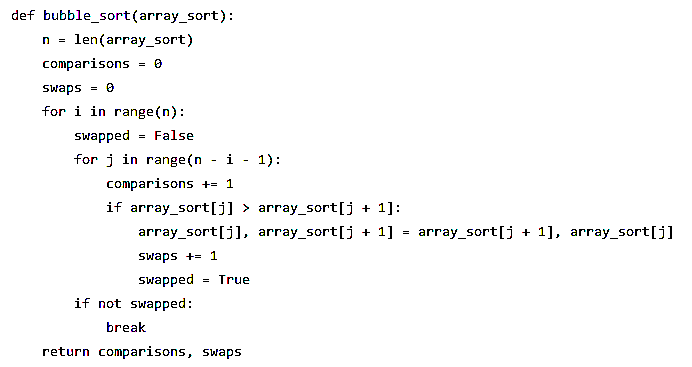 def bubble_sort(array_sort):
    n = len(array_sort)
    comparisons = 0
    swaps = 0
    for i in range(n):
        swapped = False
        for j in range(n - i - 1):
            comparisons += 1
            if array_sort[j] > array_sort[j + 1]:
                array_sort[j], array_sort[j + 1] = array_sort[j + 1], array_sort[j]
                swaps += 1
                swapped = True
        if not swapped:
            break
    return comparisons, swaps